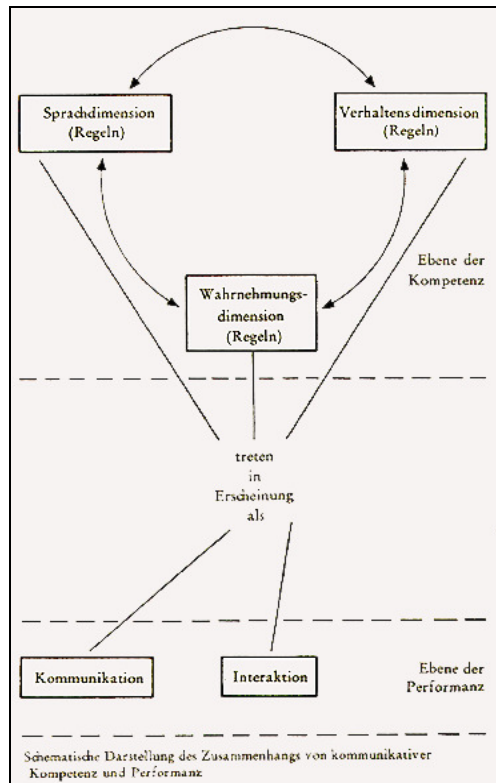 Sprachdimension
(Regeln)
Verhaltensdimension
(Regeln)
Ebene der
Kompetenz
Wahrnehmungs-
dimension
(Regeln)
treten
in
Erscheinung
als
Kommunikation
Interaktion
Ebene der
Performanz
Schematische Darstellung des Zusammenhangs von kommunikativer
Kompetenz und Performanz